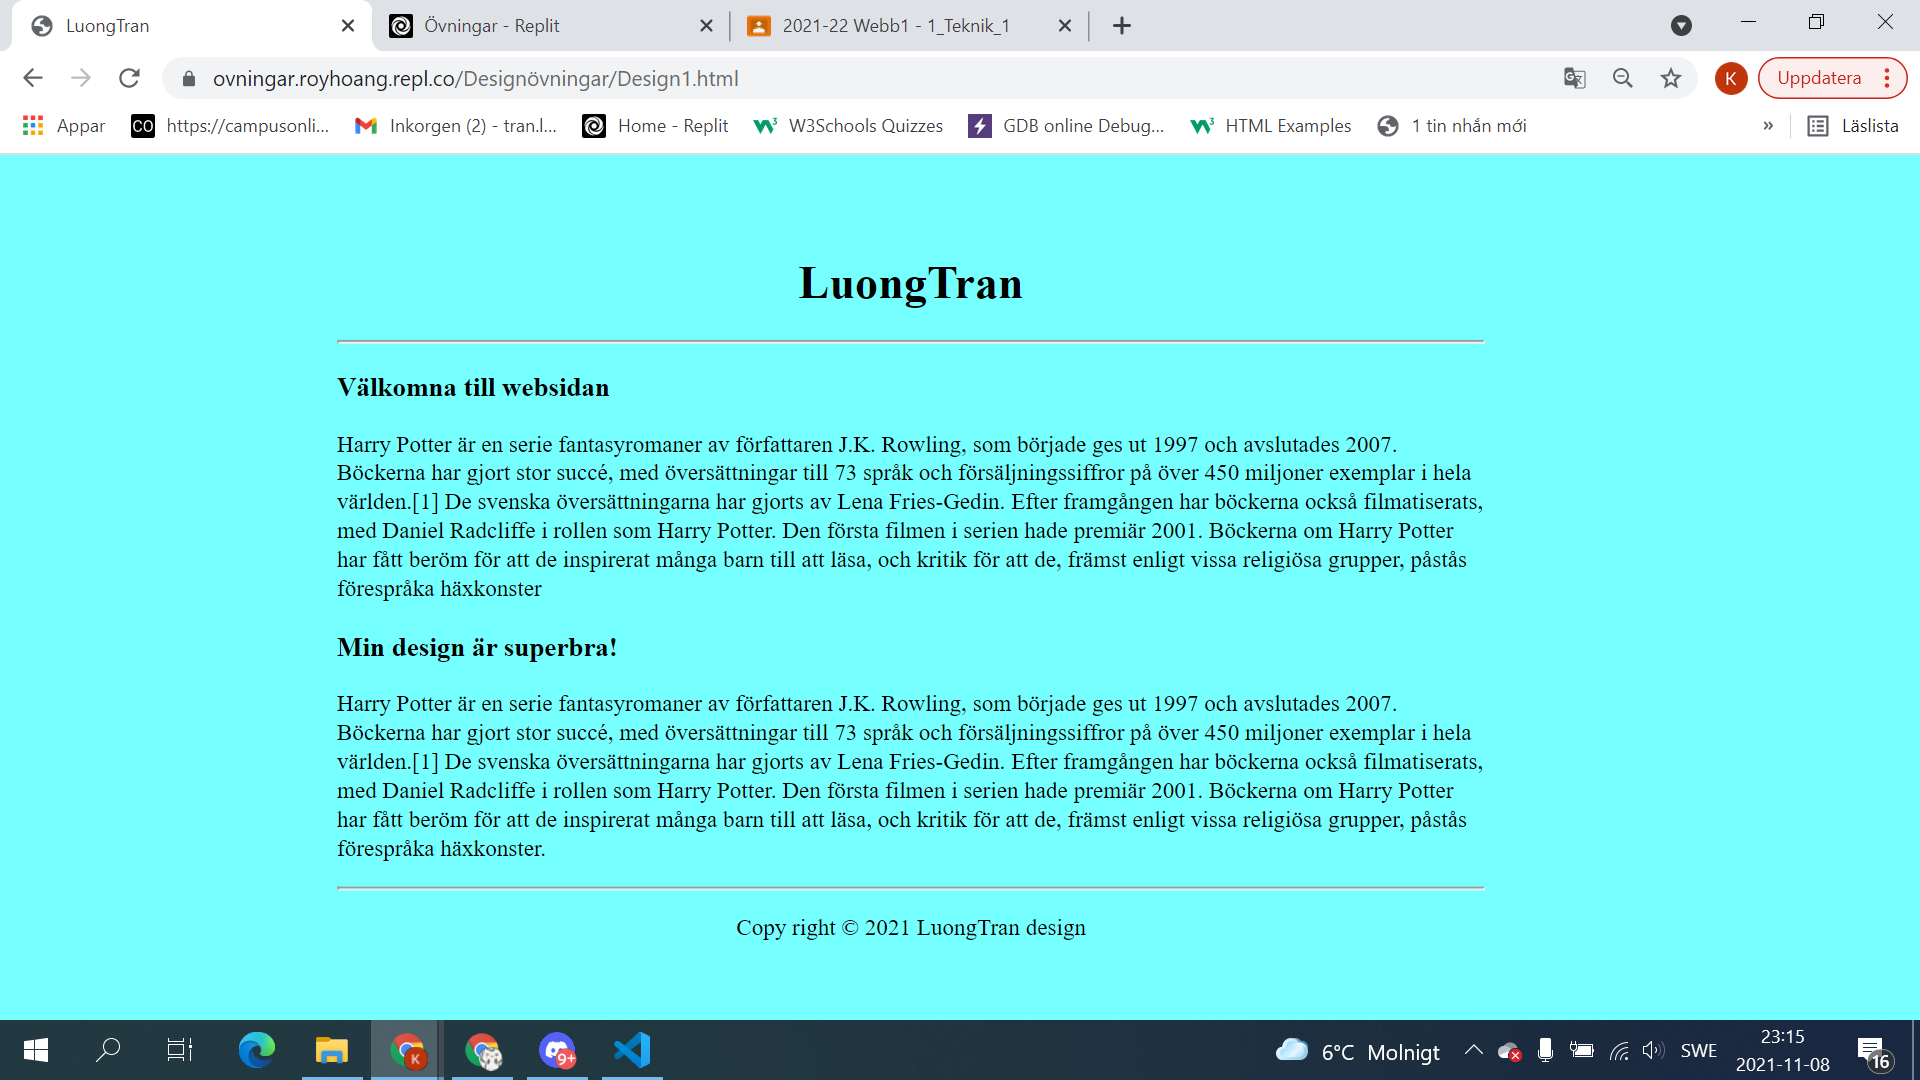 LuongTran
Övningar - Replit
2021-22 Webb1 - 1_Teknik_1
ovningar.royhoang.repl.co/Designövningar/Design1.html
K
Uppdatera
Appar
CO
https://campusonli...
Inkorgen (2) - tran.l...
Home - Replit
W3Schools Quizzes
GDB online Debug...
HTML Examples
1 tin nhắn mới
»
Läslista
LuongTran
Välkomna till websidan
Harry Potter är en serie fantasyromaner av författaren J.K. Rowling, som började ges ut 1997 och avslutades 2007.
Böckerna har gjort stor succé, med översättningar till 73 språk och försäljningssiffror på över 450 miljoner exemplar i hela
världen.[1] De svenska översättningarna har gjorts av Lena Fries-Gedin. Efter framgången har böckerna också filmatiserats,
med Daniel Radcliffe i rollen som Harry Potter. Den första filmen i serien hade premiär 2001. Böckerna om Harry Potter
har fått beröm för att de inspirerat många barn till att läsa, och kritik för att de, främst enligt vissa religiösa grupper, påstås
förespråka häxkonster
Min design är superbra!
Harry Potter är en serie fantasyromaner av författaren J.K. Rowling, som började ges ut 1997 och avslutades 2007.
Böckerna har gjort stor succé, med översättningar till 73 språk och försäljningssiffror på över 450 miljoner exemplar i hela
världen.[1] De svenska översättningarna har gjorts av Lena Fries-Gedin. Efter framgången har böckerna också filmatiserats,
med Daniel Radcliffe i rollen som Harry Potter. Den första filmen i serien hade premiär 2001. Böckerna om Harry Potter
har fått beröm för att de inspirerat många barn till att läsa, och kritik för att de, främst enligt vissa religiösa grupper, påstås
förespråka häxkonster.
Copy right © 2021 LuongTran design
K
9+
6°C Molnigt
SWE
23:15
2021-11-08
16